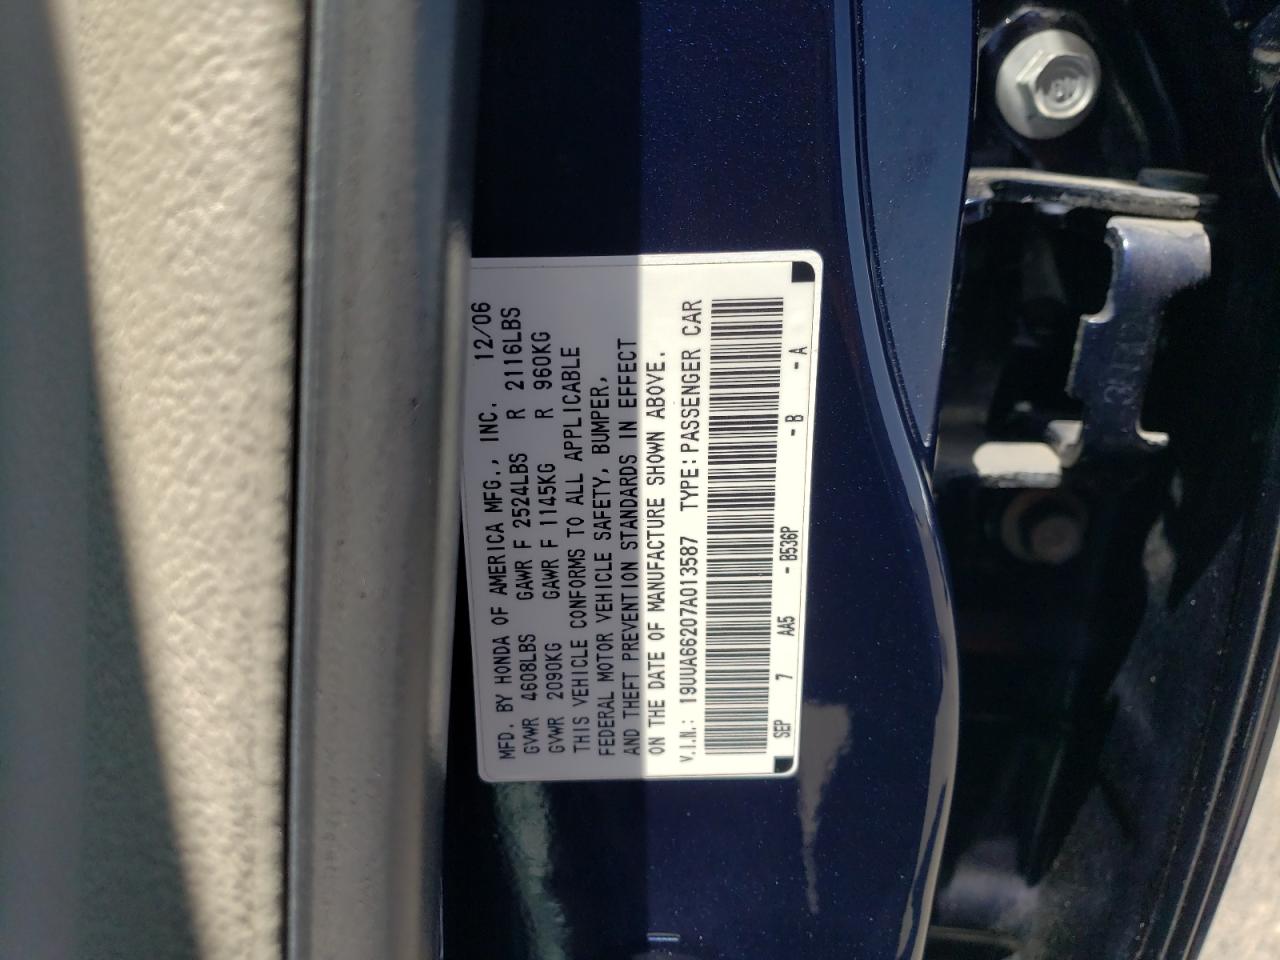 MFD. BY HONDA OF AMERICA MFG., INC. 12/06
GVWR 4608LBS GAWR F 2524LBS R 2116LBS
GVWR 2090KG GAWR F 1145KG R 960KG
THIS VEHICLE CONFORMS TO ALL APPLICABLE
FEDERAL MOTOR VEHICLE SAFETY, BUMPER,
AND THEFT PREVENTION STANDARDS IN EFFECT
ON THE DATE OF MANUFACTURE SHOWN ABOVE.
V.I.N.: 19UUA66207A013587 TYPE: PASSENGER CAR
SEP 7 AA5 - B536P - B - A